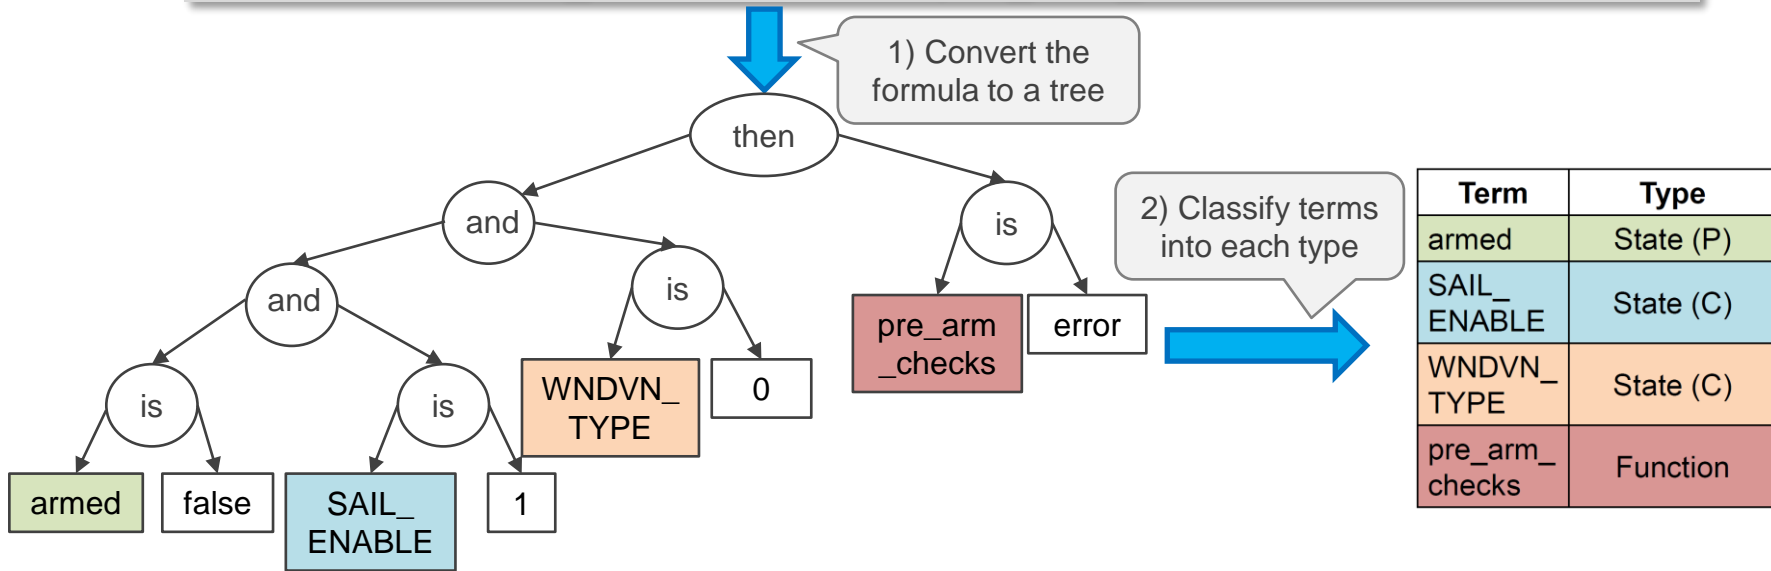 1) Convert the
formula to a tree
then
and
is
2) Classify terms
into each type
and
is
pre_arm
_checks
error
is
is
WNDVN_
TYPE
0
armed
false
SAIL_
ENABLE
1
Term Type
armed State (P)
SAIL_
ENABLE
State (C)
WNDVN_
TYPE
State (C)
pre_arm_
checks
Function